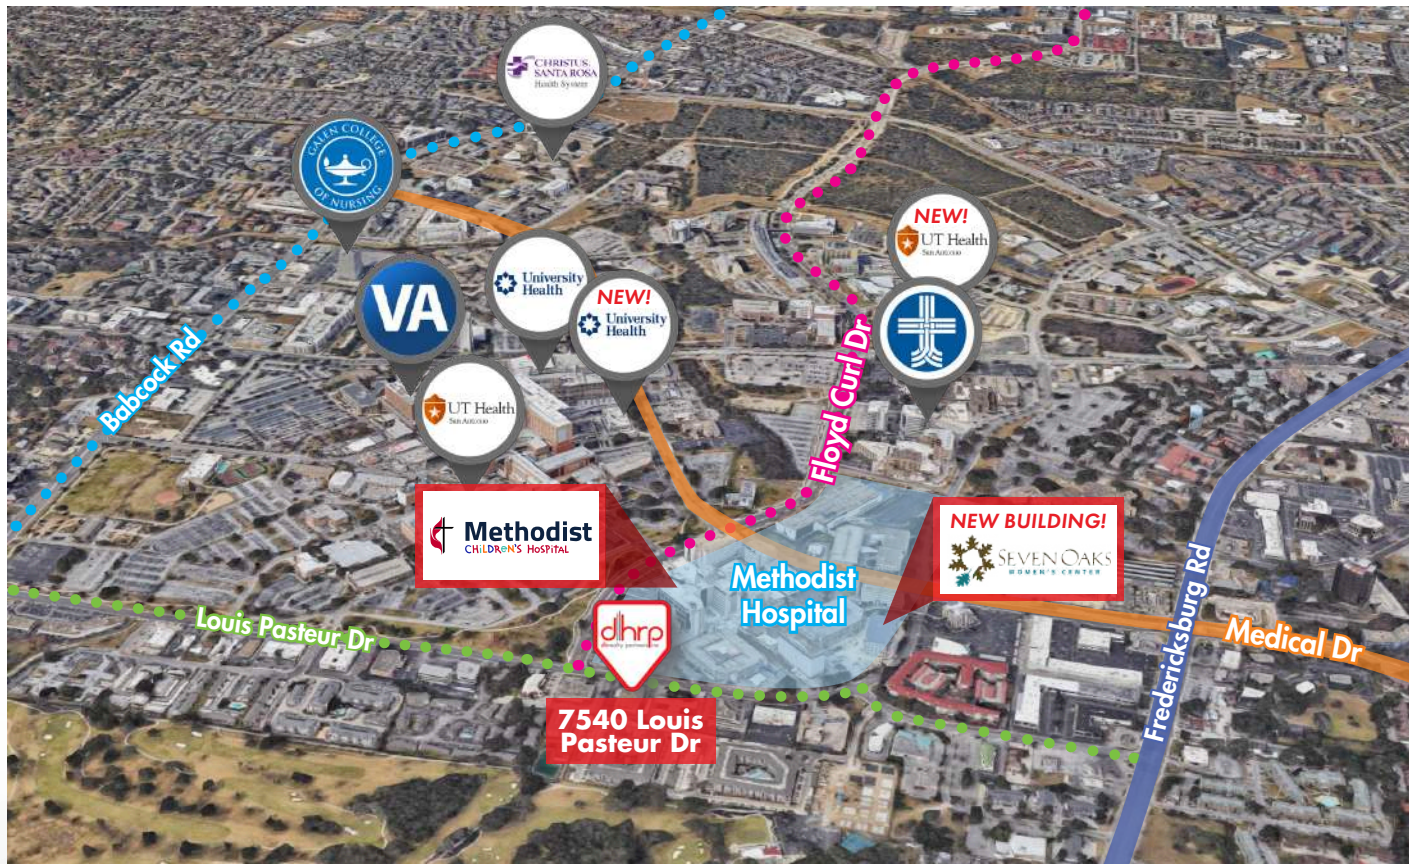 CHRISTUS.
SANTA ROSA
Health System
GALEN COLLEGE
OF NURSING
NEW!
UT Health
San Antonio
University
Health
NEW!
University
Health
VA
Babcock Rd
Floyd Curl Dr
UT Health
San Antonio
Methodist
CHiLDREN'S HOSPITAL
NEW BUILDING!
SEVEN OAKS
WOMEN'S CENTER
Methodist
Hospital
Fredericksburg Rd
Medical Dr
Louis Pasteur Dr
dhrp
7540 Louis
Pasteur Dr